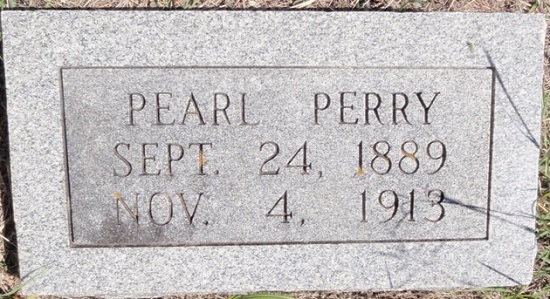 PEARL PERRY
SEPT. 24, 1889
NOV. 4, 1913